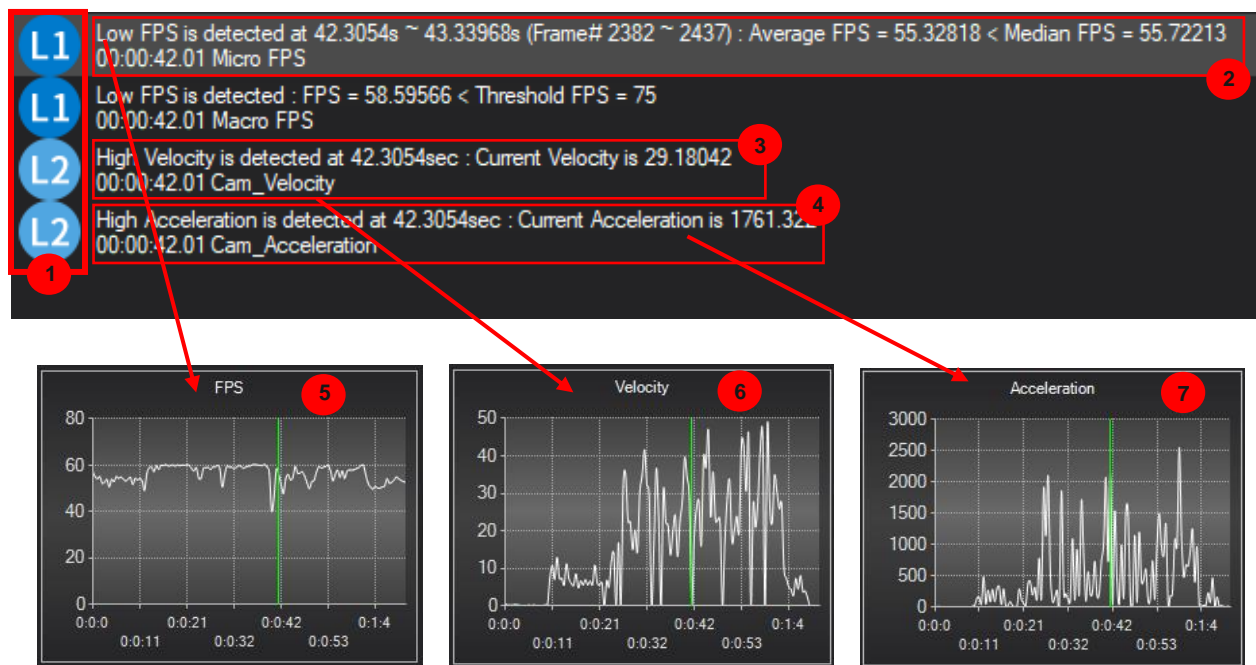 L1
Low FPS is detected at 42.3054s ~ 43.33968s (Frame# 2382 ~ 2437) : Average FPS = 55.32818 < Median FPS = 55.72213
00:00:42.01 Micro FPS
2
L1
Low FPS is detected : FPS = 58.59566 < Threshold FPS = 75
00:00:42.01 Macro FPS
3
L2
High Velocity is detected at 42.3054sec : Current Velocity is 29.18042
00:00:42.01 Cam_Velocity
4
L2
High Acceleration is detected at 42.3054sec : Current Acceleration is 1761.322
00:00:42.01 Cam_Acceleration
1
FPS
5
80
60
40
20
0
0:0:0 0:0:21 0:0:42 0:1:4
0:0:11 0:0:32 0:0:53
Velocity
6
50
40
30
20
10
0
0:0:0 0:0:21 0:0:42 0:1:4
0:0:11 0:0:32 0:0:53
Acceleration
7
3000
2500
2000
1500
1000
500
0
0:0:0 0:0:21 0:0:42 0:1:4
0:0:11 0:0:32 0:0:53